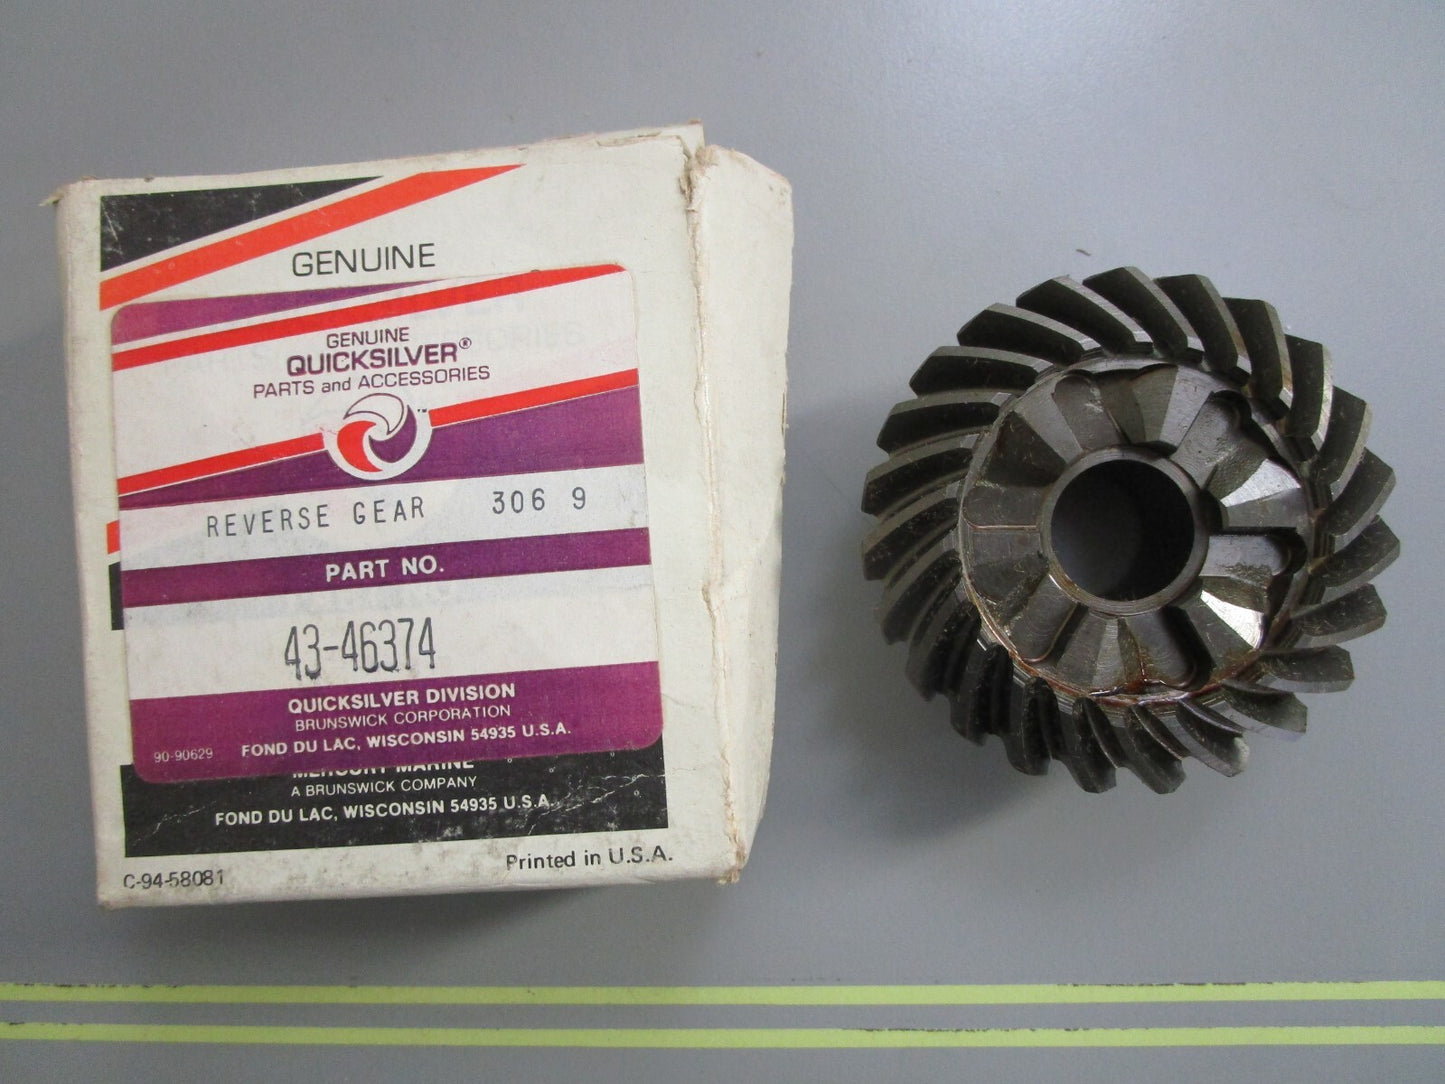 GENUINE
GENUINE
QUICKSILVER®
PARTS and ACCESSORIES
™
REVERSE GEAR 306 9
PART NO.
43-46374
QUICKSILVER DIVISION
BRUNSWICK CORPORATION
90-90629 FOND DU LAC, WISCONSIN 54935 U.S.A.
MERCURY MARINE
A BRUNSWICK COMPANY
FOND DU LAC, WISCONSIN 54935 U.S.A.
Printed in U.S.A.
C-94-58081